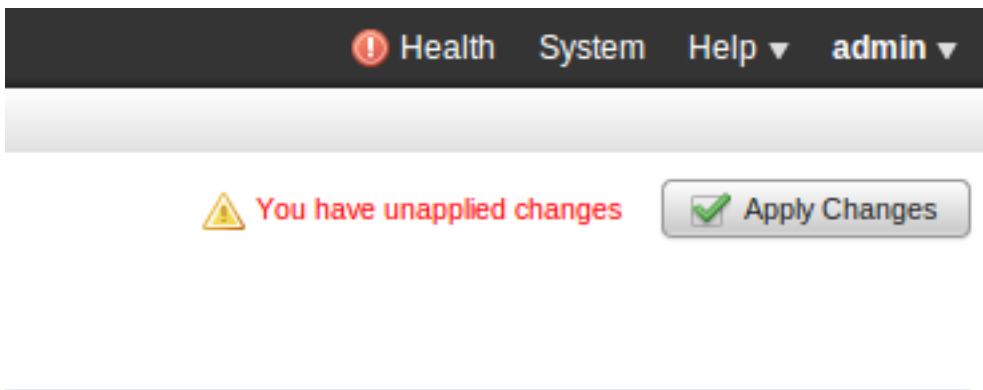 Health System Help admin
You have unapplied changes Apply Changes